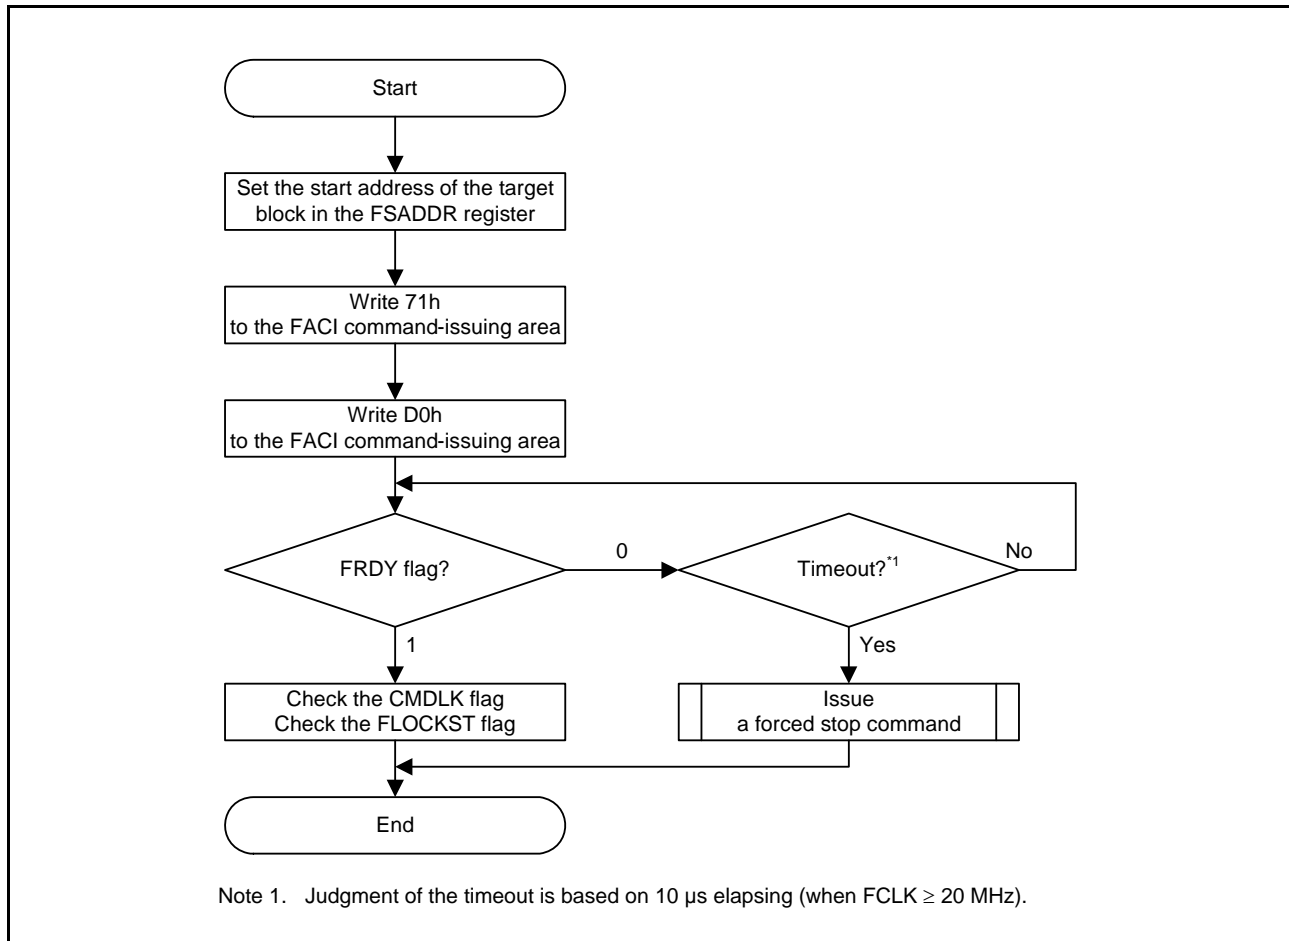 Start
Set the start address of the target
block in the FSADDR register
Write 71h
to the FACI command-issuing area
Write D0h
to the FACI command-issuing area
FRDY flag?
0
Timeout?*1
No
1
Yes
Check the CMDLK flag
Check the FLOCKST flag
Issue
a forced stop command
End
Note 1. Judgment of the timeout is based on 10 µs elapsing (when FCLK ≥ 20 MHz).